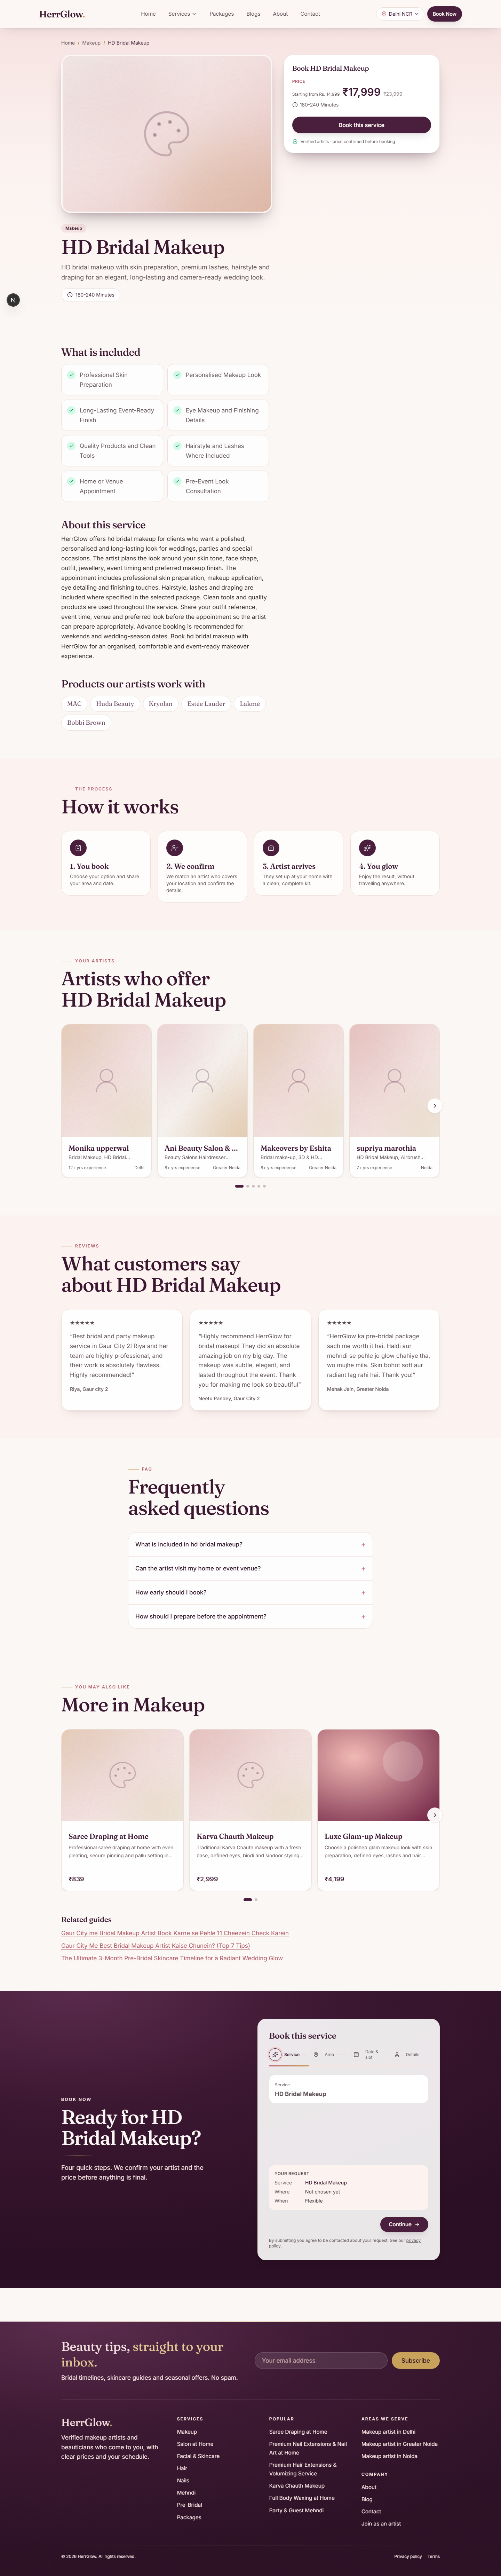 HerrGlow.
Home
Services
Packages
Blogs
About
Contact
Delhi NCR
Book Now
Home / Makeup / HD Bridal Makeup
Book HD Bridal Makeup
PRICE
Starting from Rs. 14,999 ₹17,999 ₹23,999
180-240 Minutes
Book this service
Verified artists · price confirmed before booking
Makeup
HD Bridal Makeup
HD bridal makeup with skin preparation, premium lashes, hairstyle and
draping for an elegant, long-lasting and camera-ready wedding look.
180-240 Minutes
N
What is included
Professional Skin
Preparation
Personalised Makeup Look
Long-Lasting Event-Ready
Finish
Eye Makeup and Finishing
Details
Quality Products and Clean
Tools
Hairstyle and Lashes
Where Included
Home or Venue
Appointment
Pre-Event Look
Consultation
About this service
HerrGlow offers hd bridal makeup for clients who want a polished,
personalised and long-lasting look for weddings, parties and special
occasions. The artist plans the look around your skin tone, face shape,
outfit, jewellery, event timing and preferred makeup finish. The
appointment includes professional skin preparation, makeup application,
eye detailing and finishing touches. Hairstyle, lashes and draping are
included where specified in the selected package. Clean tools and quality
products are used throughout the service. Share your outfit reference,
event time, venue and preferred look before the appointment so the artist
can prepare appropriately. Advance booking is recommended for
weekends and wedding-season dates. Book hd bridal makeup with
HerrGlow for an organised, comfortable and event-ready makeover
experience.
Products our artists work with
MAC
Huda Beauty
Kryolan
Estée Lauder
Lakmé
Bobbi Brown
THE PROCESS
How it works
1. You book
Choose your option and share
your area and date.
2. We confirm
We match an artist who covers
your location and confirm the
details.
3. Artist arrives
They set up at your home with
a clean, complete kit.
4. You glow
Enjoy the result, without
travelling anywhere.
YOUR ARTISTS
Artists who offer
HD Bridal Makeup
Monika upperwal
Bridal Makeup, HD Bridal...
12+ yrs experience
Delhi
Ani Beauty Salon & ...
Beauty Salons Hairdresser...
8+ yrs experience
Greater Noida
Makeovers by Eshita
Bridal make-up, 3D & HD...
8+ yrs experience
Greater Noida
supriya marothia
HD Bridal Makeup, Airbrush...
7+ yrs experience
Noida
REVIEWS
What customers say
about HD Bridal Makeup
★★★★★
“Best bridal and party makeup
service in Gaur City 2! Riya and her
team are highly professional, and
their work is absolutely flawless.
Highly recommended!”
Riya, Gaur city 2
★★★★★
“Highly recommend HerrGlow for
bridal makeup! They did an absolute
amazing job on my big day. The
makeup was subtle, elegant, and
lasted throughout the event. Thank
you for making me look so beautiful”
Neetu Pandey, Gaur City 2
★★★★★
“HerrGlow ka pre-bridal package
sach me worth it hai. Haldi aur
mehndi se pehle jo glow chahiye tha,
wo mujhe mila. Skin bohot soft aur
radiant lag rahi hai. Thank you!”
Mehak Jain, Greater Noida
FAQ
Frequently
asked questions
What is included in hd bridal makeup? +
Can the artist visit my home or event venue? +
How early should I book? +
How should I prepare before the appointment? +
YOU MAY ALSO LIKE
More in Makeup
Saree Draping at Home
Professional saree draping at home with even
pleating, secure pinning and pallu setting in...
₹839
Karva Chauth Makeup
Traditional Karva Chauth makeup with a fresh
base, defined eyes, bindi and sindoor styling...
₹2,999
Luxe Glam-up Makeup
Choose a polished glam makeup look with skin
preparation, defined eyes, lashes and hair...
₹4,199
Related guides
Gaur City me Bridal Makeup Artist Book Karne se Pehle 11 Cheezein Check Karein
Gaur City Me Best Bridal Makeup Artist Kaise Chunein? (Top 7 Tips)
The Ultimate 3-Month Pre-Bridal Skincare Timeline for a Radiant Wedding Glow
BOOK NOW
Ready for HD
Bridal Makeup?
Four quick steps. We confirm your artist and the
price before anything is final.
Book this service
Service
Area
Date &
slot
Details
Service
HD Bridal Makeup
YOUR REQUEST
Service HD Bridal Makeup
Where Not chosen yet
When Flexible
Continue →
By submitting you agree to be contacted about your request. See our privacy
policy.
Beauty tips, straight to your
inbox.
Bridal timelines, skincare guides and seasonal offers. No spam.
Your email address
Subscribe
HerrGlow.
Verified makeup artists and
beauticians who come to you, with
clear prices and your schedule.
SERVICES
Makeup
Salon at Home
Facial & Skincare
Hair
Nails
Mehndi
Pre-Bridal
Packages
POPULAR
Saree Draping at Home
Premium Nail Extensions & Nail
Art at Home
Premium Hair Extensions &
Volumizing Service
Karva Chauth Makeup
Full Body Waxing at Home
Party & Guest Mehndi
AREAS WE SERVE
Makeup artist in Delhi
Makeup artist in Greater Noida
Makeup artist in Noida
COMPANY
About
Blog
Contact
Join as an artist
© 2026 HerrGlow. All rights reserved.
Privacy policy
Terms